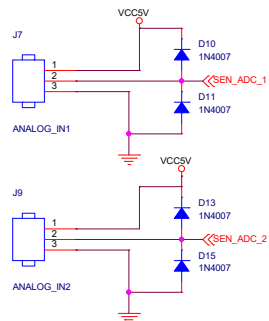 VCC5V
J7
D10
1N4007
1
2
3
SEN_ADC_1
D11
1N4007
ANALOG_IN1
VCC5V
J9
D13
1N4007
1
2
3
SEN_ADC_2
D15
1N4007
ANALOG_IN2